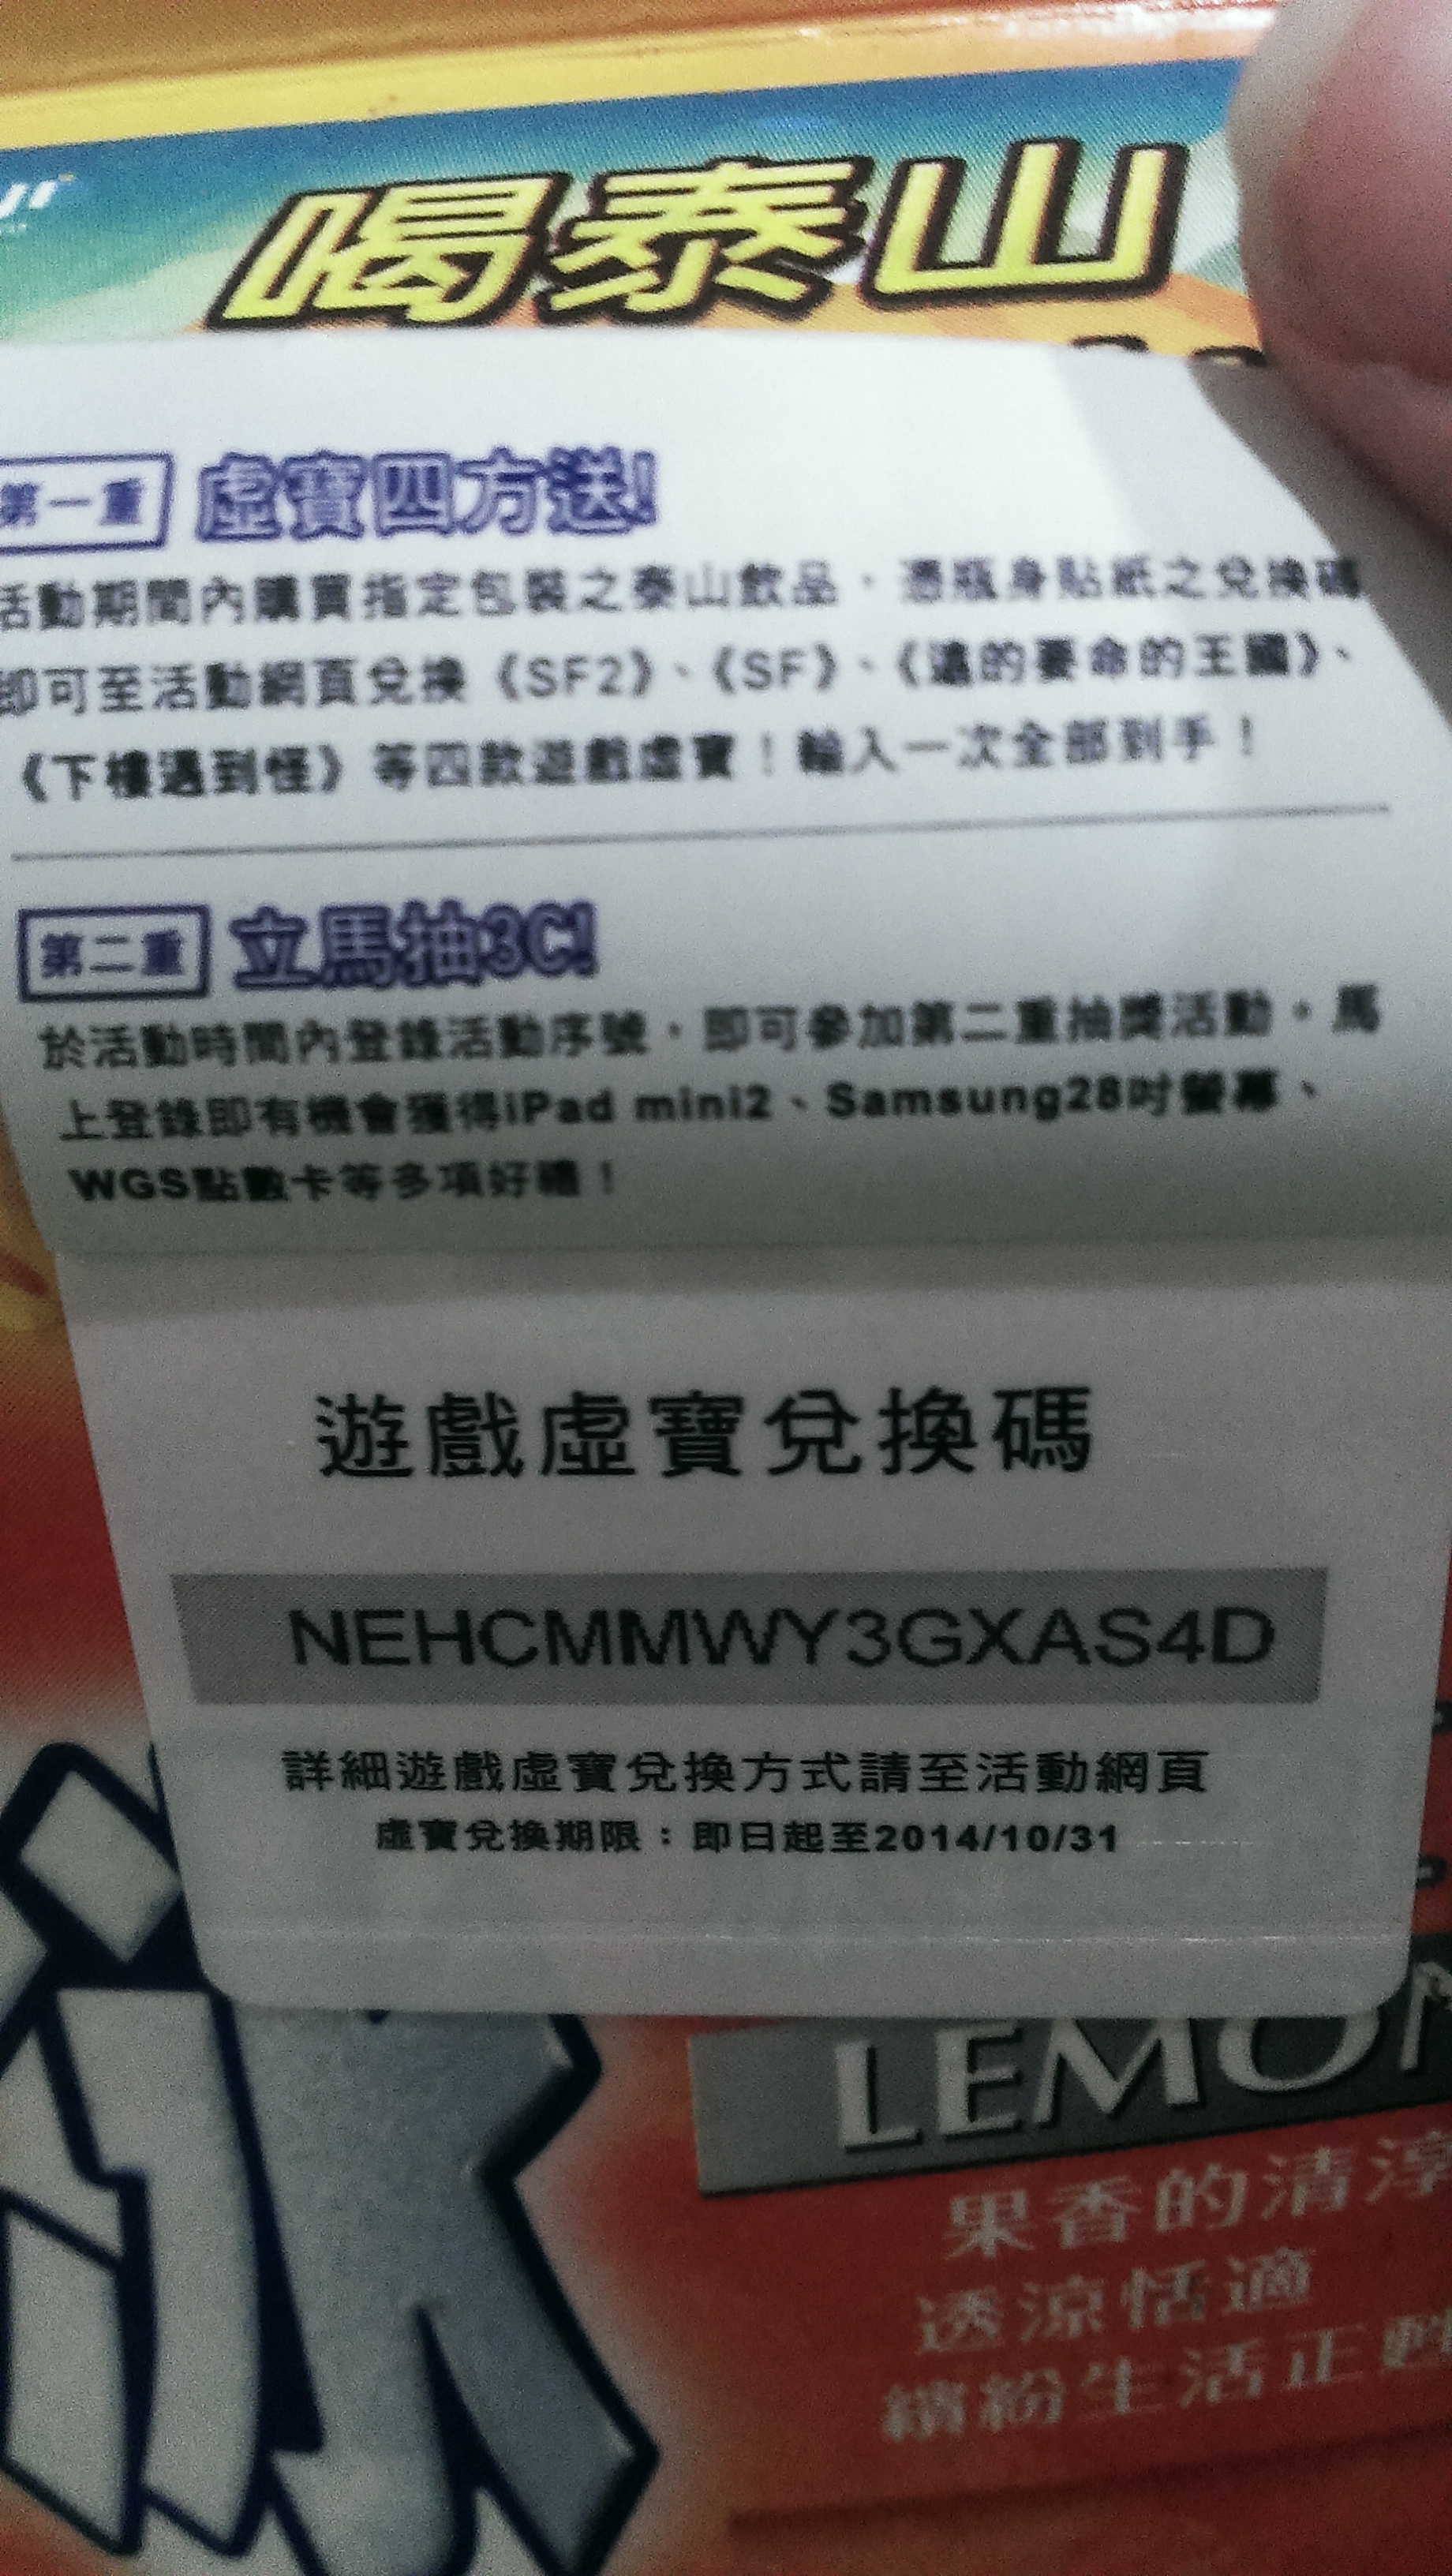 喝泰山
第一重 虛寶四方送!
活動期間內購買指定包裝之泰山飲品，憑瓶身貼紙之兌換碼
即可至活動網頁兌換《SF2》、《SF》、《遠的要命的王國》、
《下樓遇到怪》等四款遊戲虛寶！輸入一次全部到手！
第二重 立馬抽3C!
於活動時間內登錄活動序號，即可參加第二重抽獎活動。馬
上登錄即有機會獲得iPad mini2、Samsung28吋螢幕、
WGS點數卡等多項好禮！
遊戲虛寶兌換碼
NEHCMMWY3GXAS4D
詳細遊戲虛寶兌換方式請至活動網頁
虛寶兌換期限：即日起至2014/10/31
LEMON
果香的清淳
透涼恬適
繽紛生活正